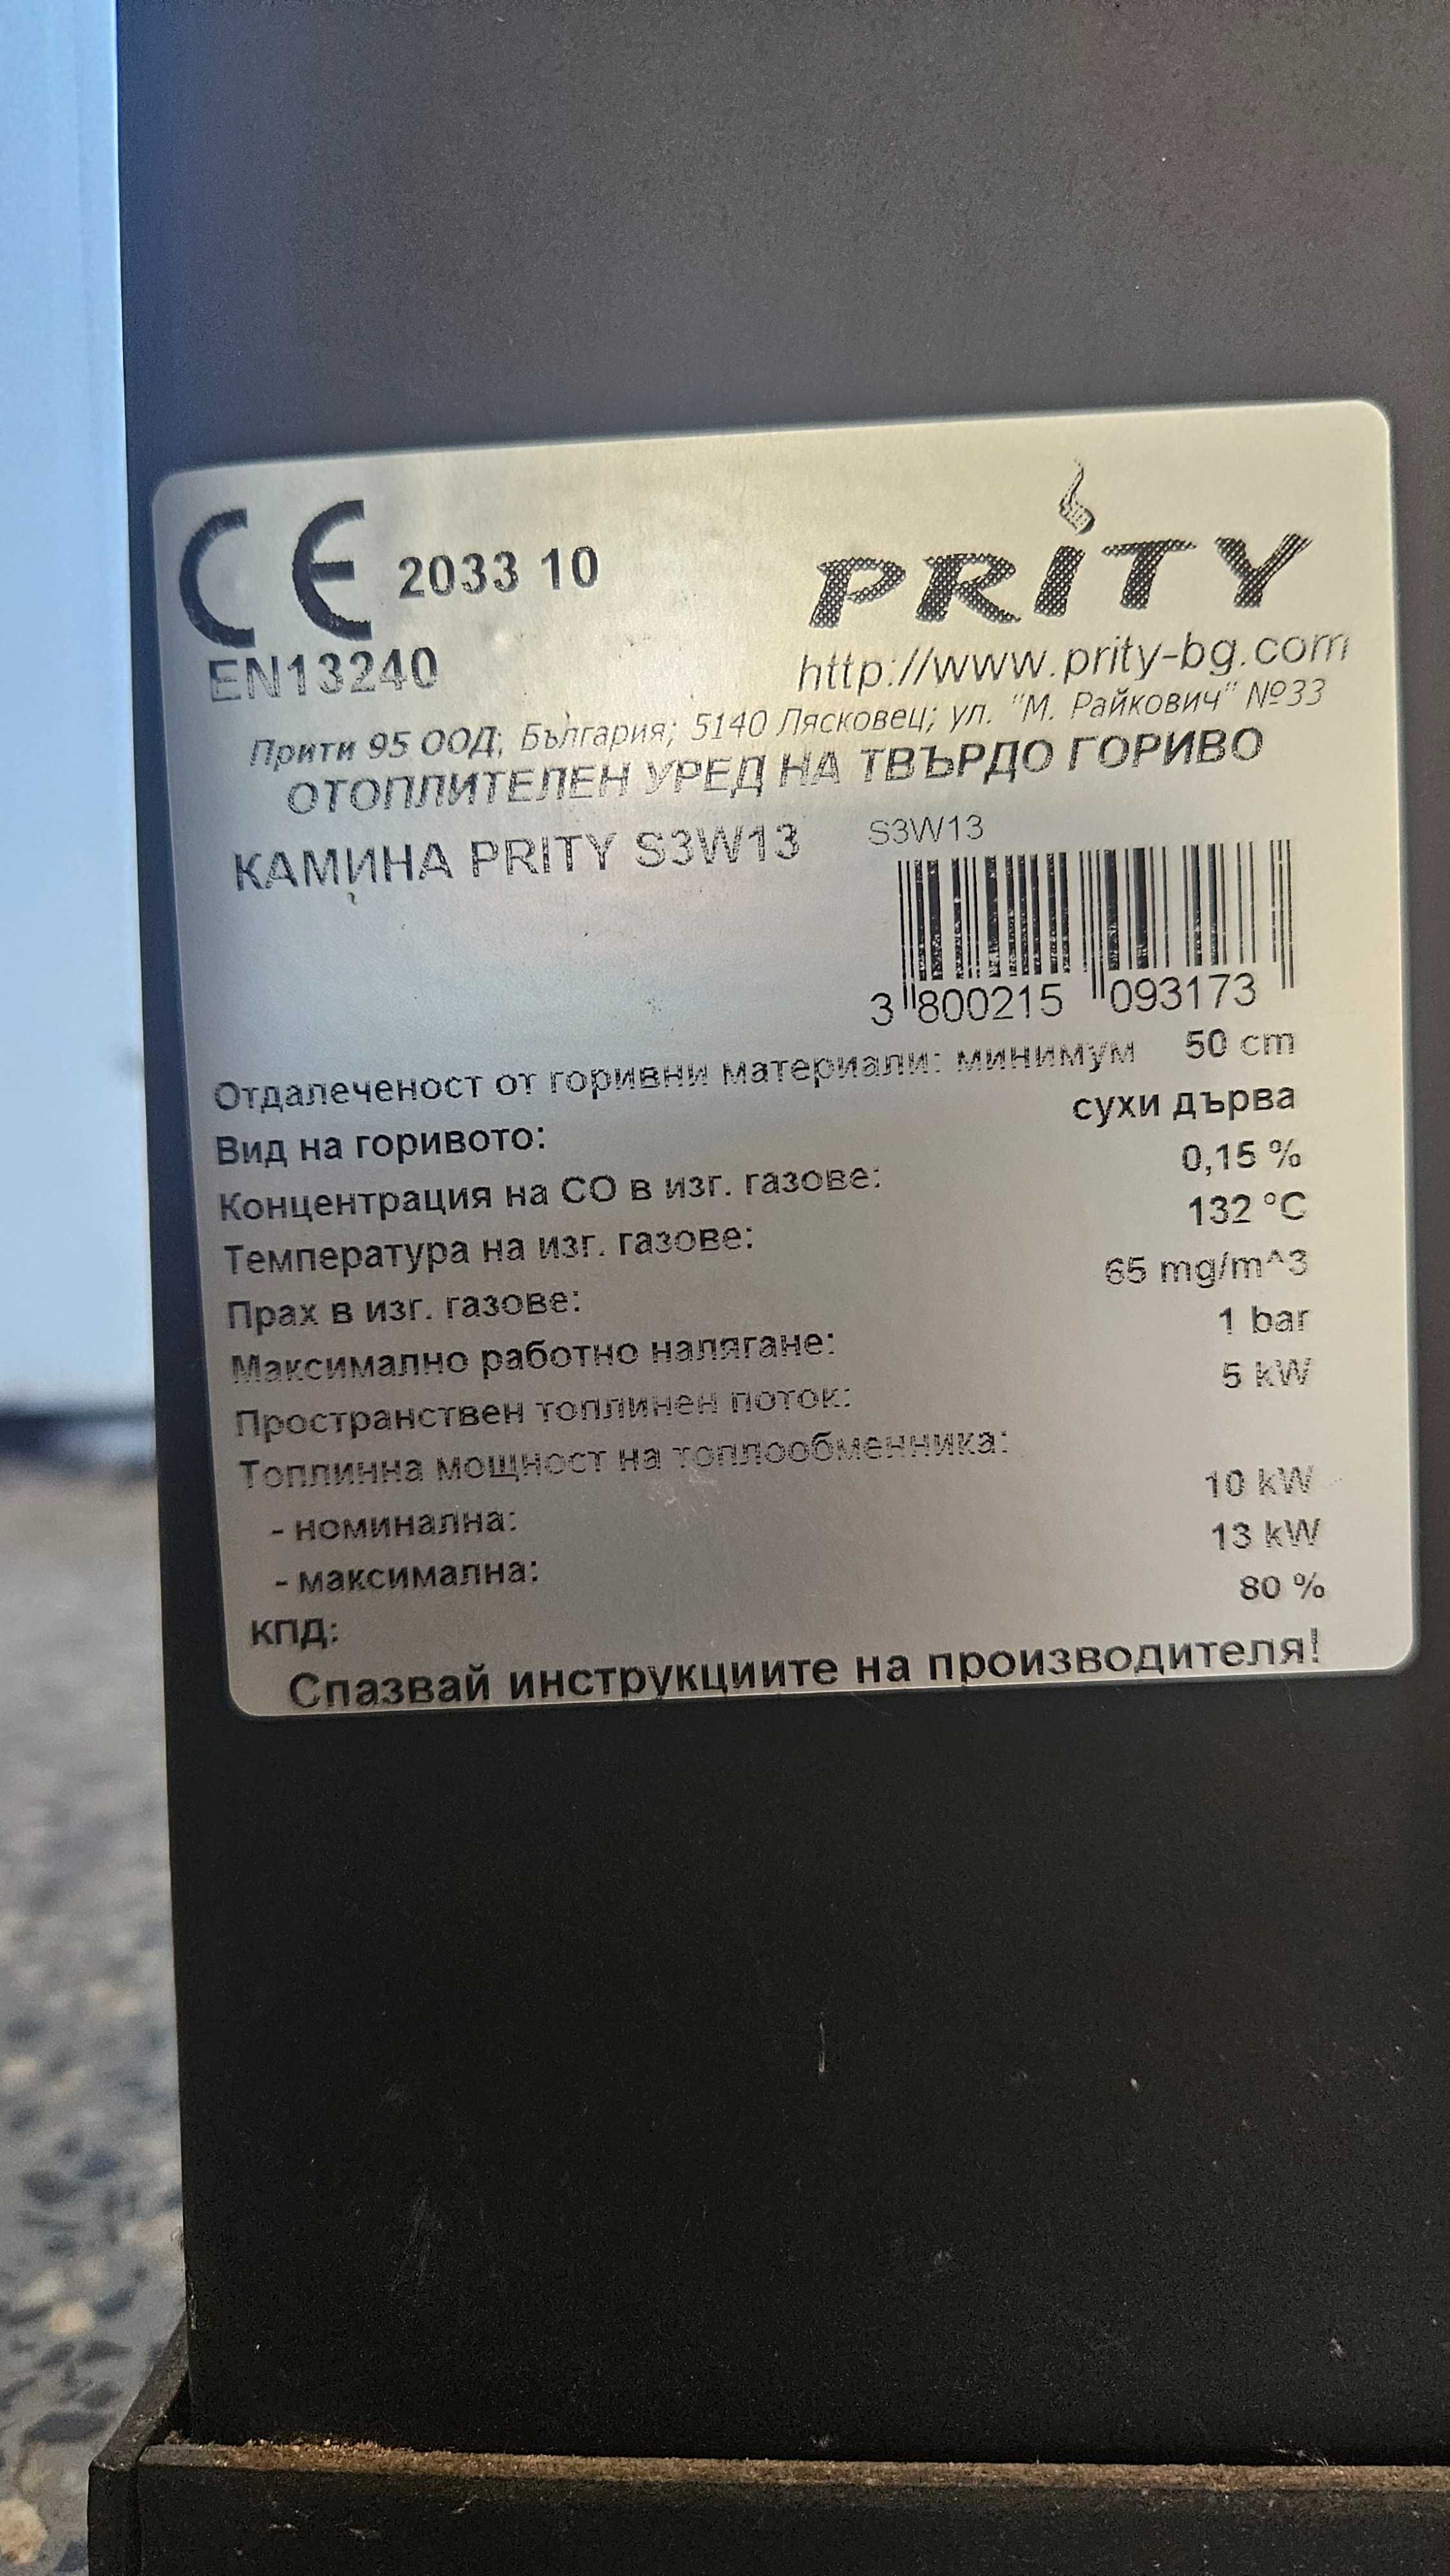 CE 2033 10
EN13240
PRITY
http://www.prity-bg.com
Прити 95 ООД; България; 5140 Лясковец; ул. "М. Райкович" №33
ОТОПЛИТЕЛЕН УРЕД НА ТВЪРДО ГОРИВО
КАМИНА PRITY S3W13
S3W13
3 800215 093173
Отдалеченост от горивни материали: минимум 50 cm
Вид на горивото: сухи дърва
Концентрация на CO в изг. газове: 0,15 %
Температура на изг. газове: 132 °C
Прах в изг. газове: 65 mg/m^3
Максимално работно налягане: 1 bar
Пространствен топлинен поток: 5 kW
Топлинна мощност на топлообменника:
- номинална: 10 kW
- максимална: 13 kW
КПД: 80 %
Спазвай инструкциите на производителя!